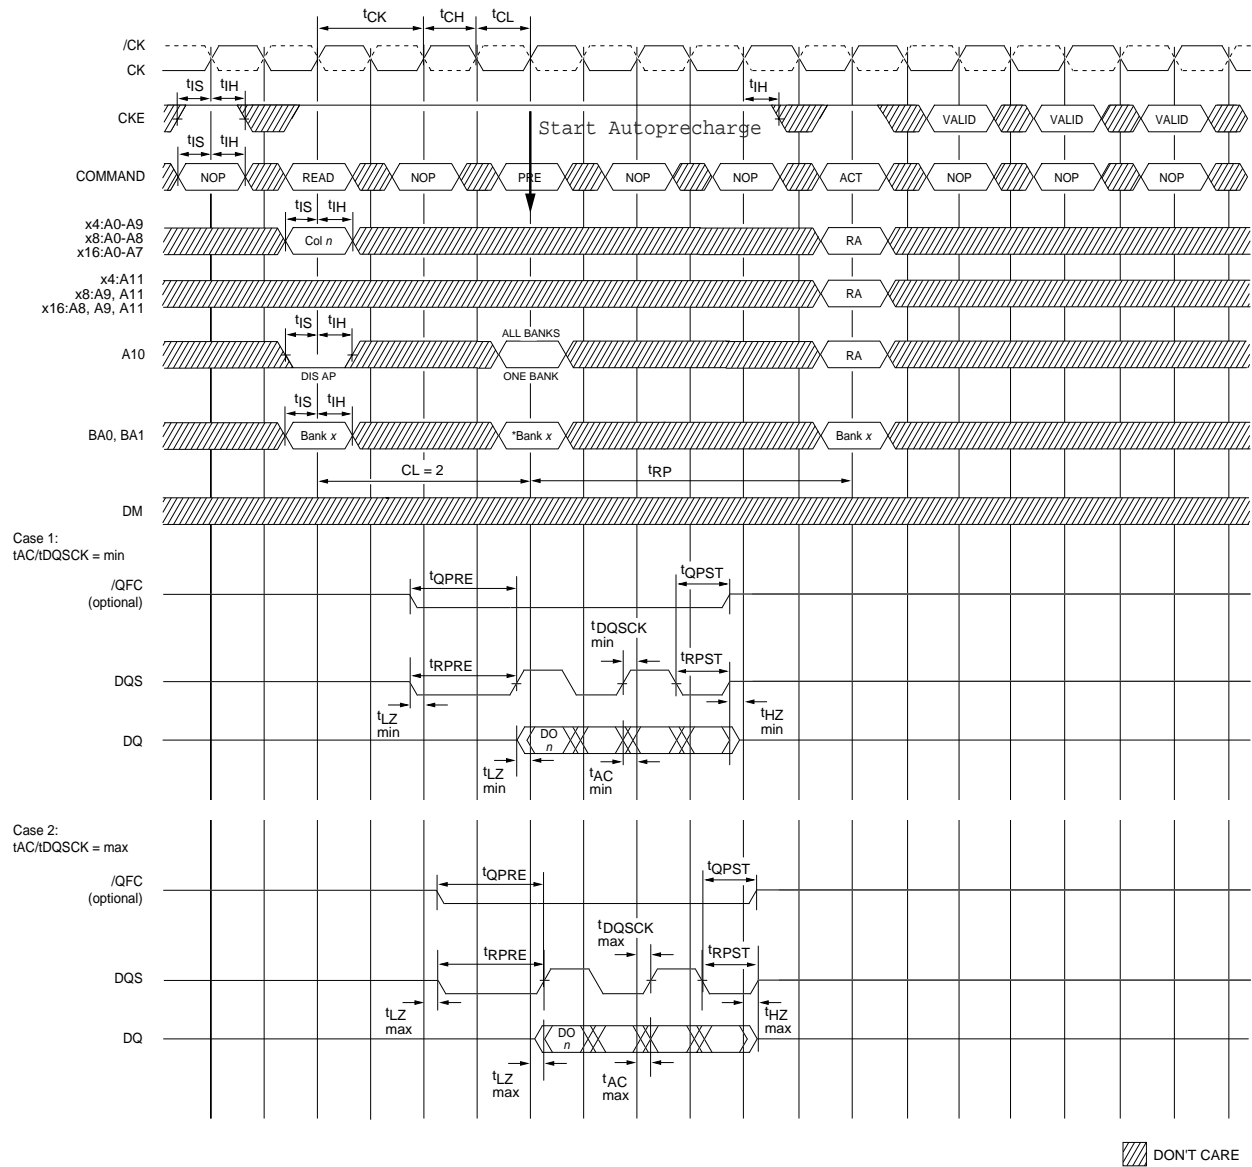 tCK tCH tCL
/CK
CK
tIS tIH tIH
CKE VALID VALID VALID
Start Autoprecharge
tIS tIH
COMMAND NOP READ NOP PRE NOP NOP ACT NOP NOP NOP
tIS tIH
x4:A0-A9
x8:A0-A8
x16:A0-A7
Col n RA
x4:A11
x8:A9, A11
x16:A8, A9, A11
RA
tIS tIH
ALL BANKS
A10 RA
DIS AP ONE BANK
tIS tIH
BA0, BA1 Bank x *Bank x Bank x
CL = 2 tRP
DM
Case 1:
tAC/tDQSCK = min
tQPRE tQPST
/QFC
(optional)
tDQSCK
min
tRPRE tRPST
DQS
tLZ
min
tHZ
min
DQ DO
n
tLZ
min
tAC
min
Case 2:
tAC/tDQSCK = max
tQPRE tQPST
/QFC
(optional)
tDQSCK
max
tRPRE tRPST
DQS
tLZ
max
tHZ
max
DQ DO
n
tLZ
max
tAC
max
DON'T CARE